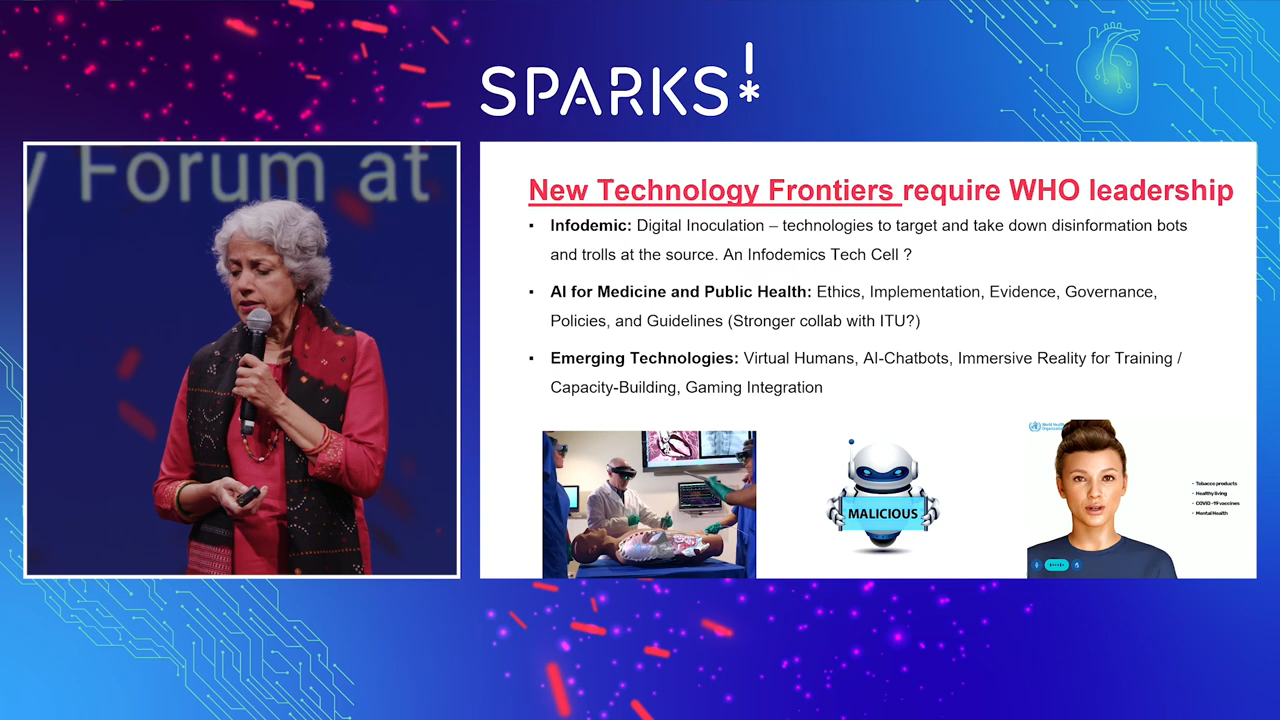 SPARKS!*
y Forum at
New Technology Frontiers require WHO leadership
▪ Infodemic: Digital Inoculation – technologies to target and take down disinformation bots
and trolls at the source. An Infodemics Tech Cell ?
▪ AI for Medicine and Public Health: Ethics, Implementation, Evidence, Governance,
Policies, and Guidelines (Stronger collab with ITU?)
▪ Emerging Technologies: Virtual Humans, AI-Chatbots, Immersive Reality for Training /
Capacity-Building, Gaming Integration
MALICIOUS
World Health
Organization
• Tobacco products
• Healthy living
• COVID-19 vaccines
• Mental Health